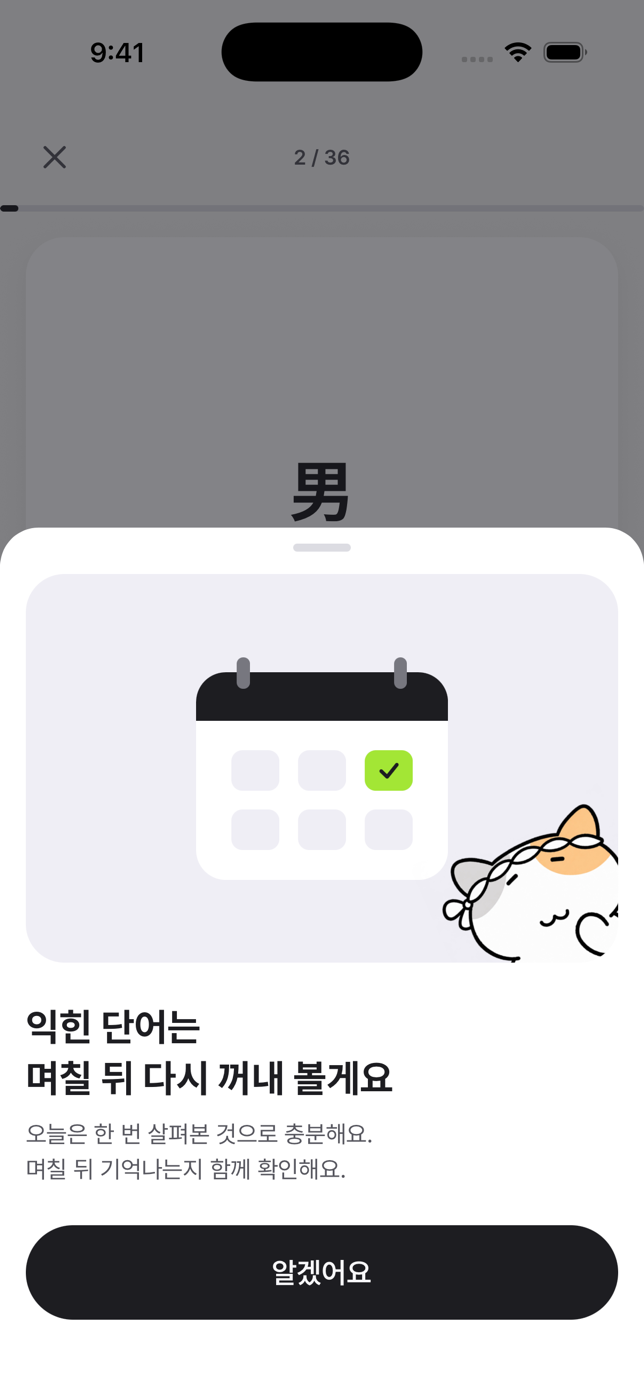 9:41
2 / 36
男
익힌 단어는
며칠 뒤 다시 꺼내 볼게요
오늘은 한 번 살펴본 것으로 충분해요.
며칠 뒤 기억나는지 함께 확인해요.
알겠어요